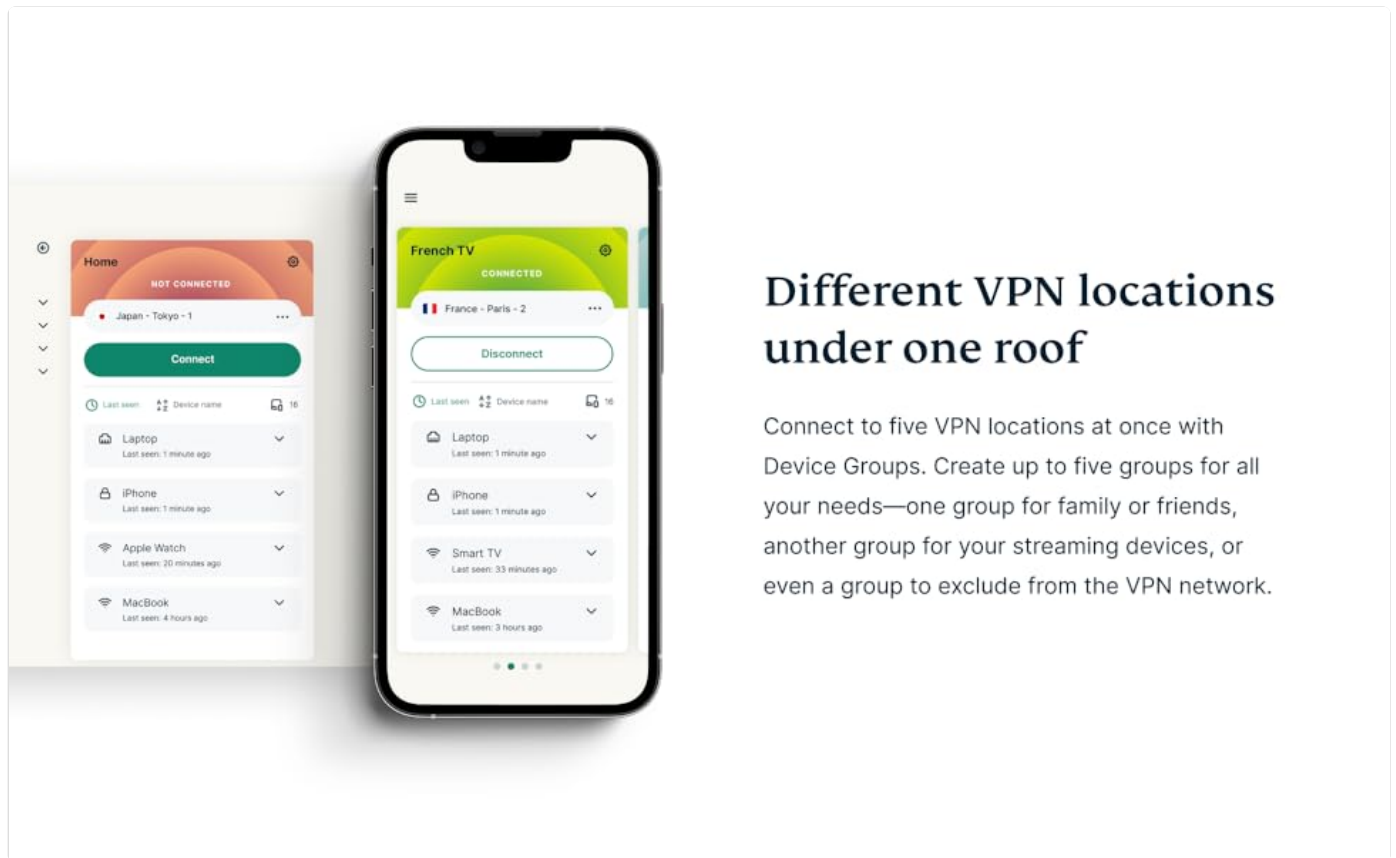 Home
NOT CONNECTED
Japan - Tokyo - 1
Connect
Last seen
Device name
16
Laptop
Last seen: 1 minute ago
iPhone
Last seen: 1 minute ago
Apple Watch
Last seen: 20 minutes ago
MacBook
Last seen: 4 hours ago
French TV
CONNECTED
France - Paris - 2
Disconnect
Last seen
Device name
16
Laptop
Last seen: 1 minute ago
iPhone
Last seen: 1 minute ago
Smart TV
Last seen: 33 minutes ago
MacBook
Last seen: 3 hours ago
Different VPN locations
under one roof
Connect to five VPN locations at once with
Device Groups. Create up to five groups for all
your needs—one group for family or friends,
another group for your streaming devices, or
even a group to exclude from the VPN network.